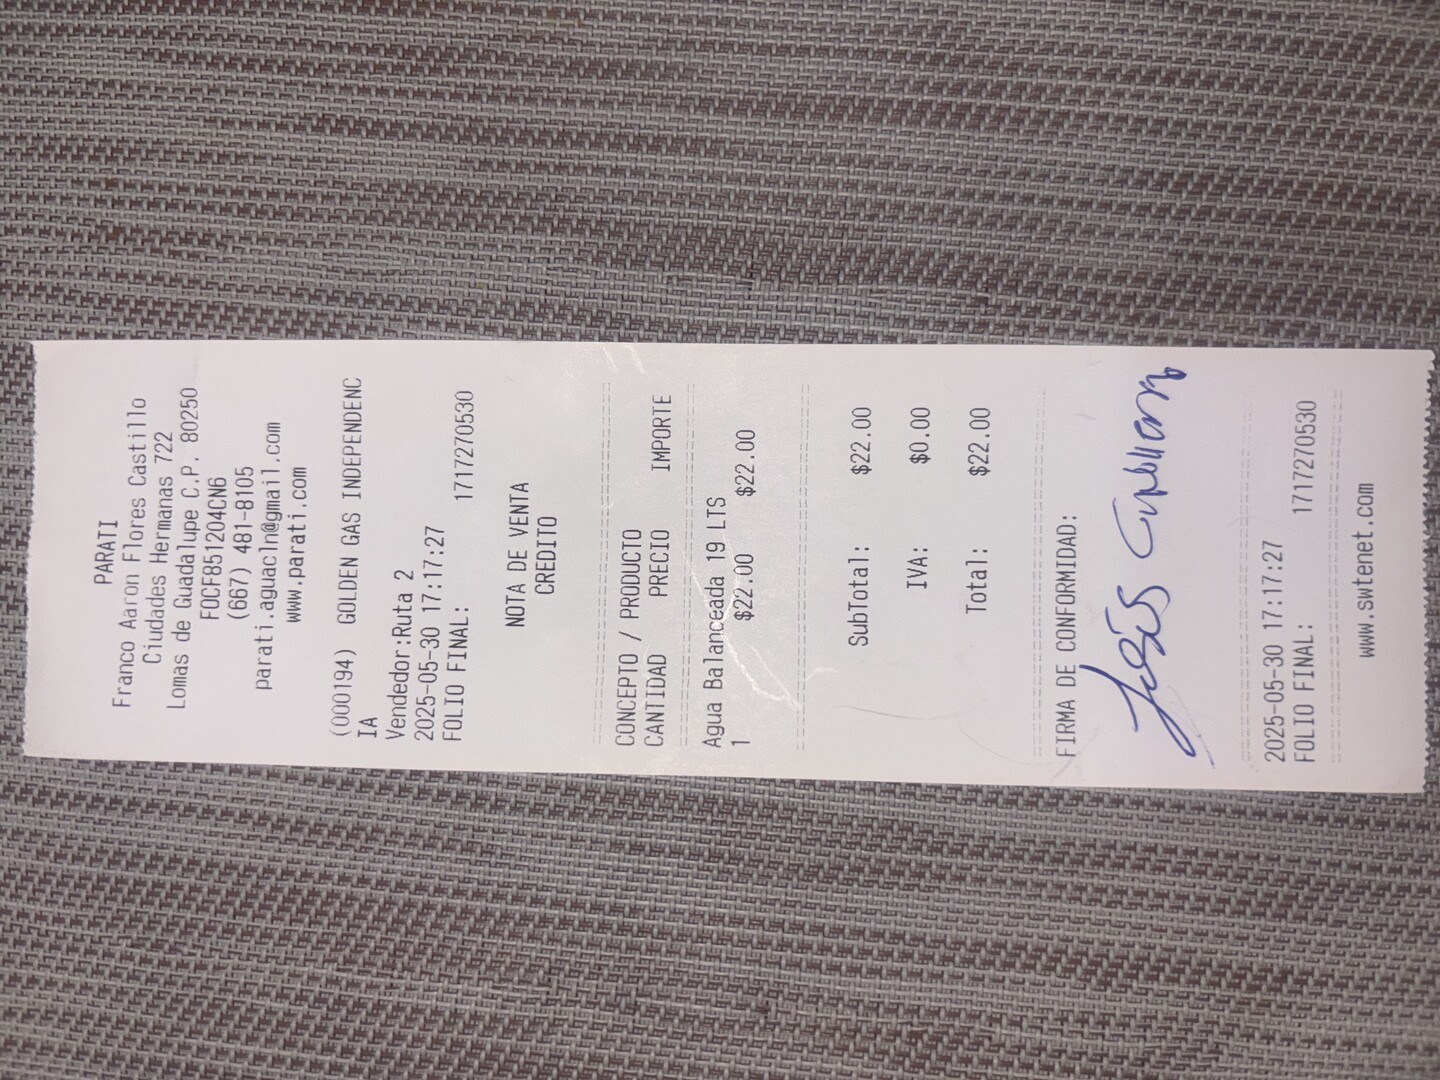 PARATI
Franco Aaron Flores Castillo
Ciudades Hermanas 722
Lomas de Guadalupe C.P. 80250
FOCF851204CN6
(667) 481-8105
parati.aguacln@gmail.com
www.parati.com
(000194) GOLDEN GAS INDEPENDENC
IA
Vendedor:Ruta 2
2025-05-30 17:17:27
FOLIO FINAL: 1717270530
NOTA DE VENTA
CREDITO
CONCEPTO / PRODUCTO
CANTIDAD PRECIO IMPORTE
Agua Balanceada 19 LTS
1 $22.00 $22.00
SubTotal: $22.00
IVA: $0.00
Total: $22.00
FIRMA DE CONFORMIDAD:
Jesús
2025-05-30 17:17:27
FOLIO FINAL: 1717270530
www.swtenet.com